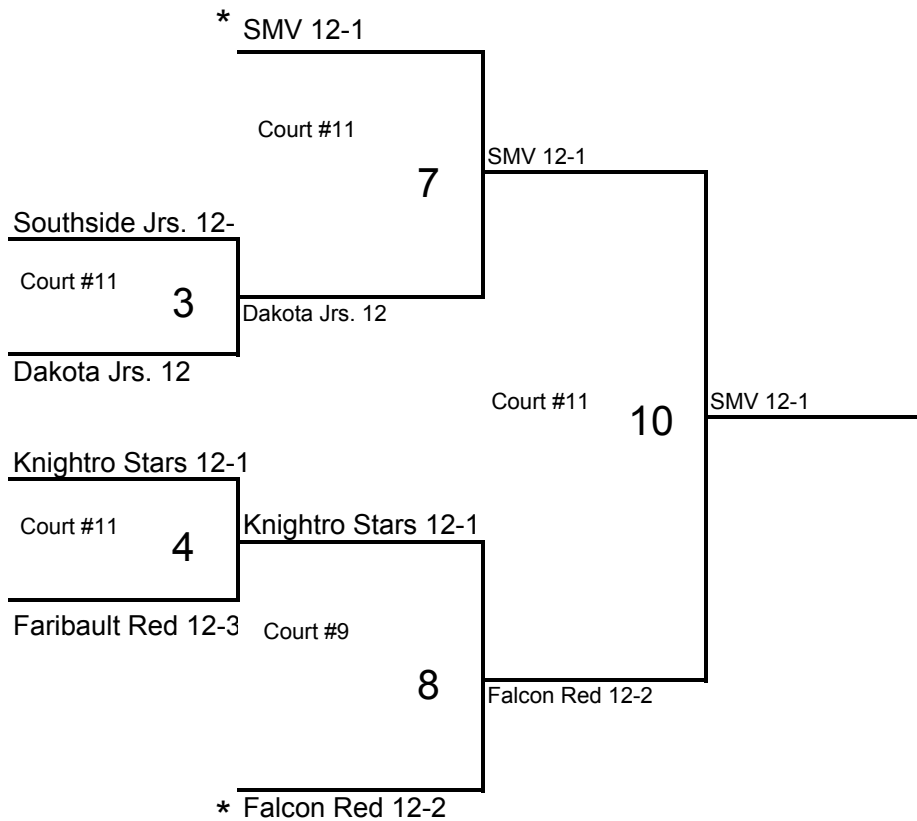 * SMV 12-1
Court #11
7
SMV 12-1
Southside Jrs. 12-
Court #11
3
Dakota Jrs. 12
Dakota Jrs. 12
Court #11
10
SMV 12-1
Knightro Stars 12-1
Court #11
4
Knightro Stars 12-1
Faribault Red 12-3
Court #9
8
Falcon Red 12-2
* Falcon Red 12-2